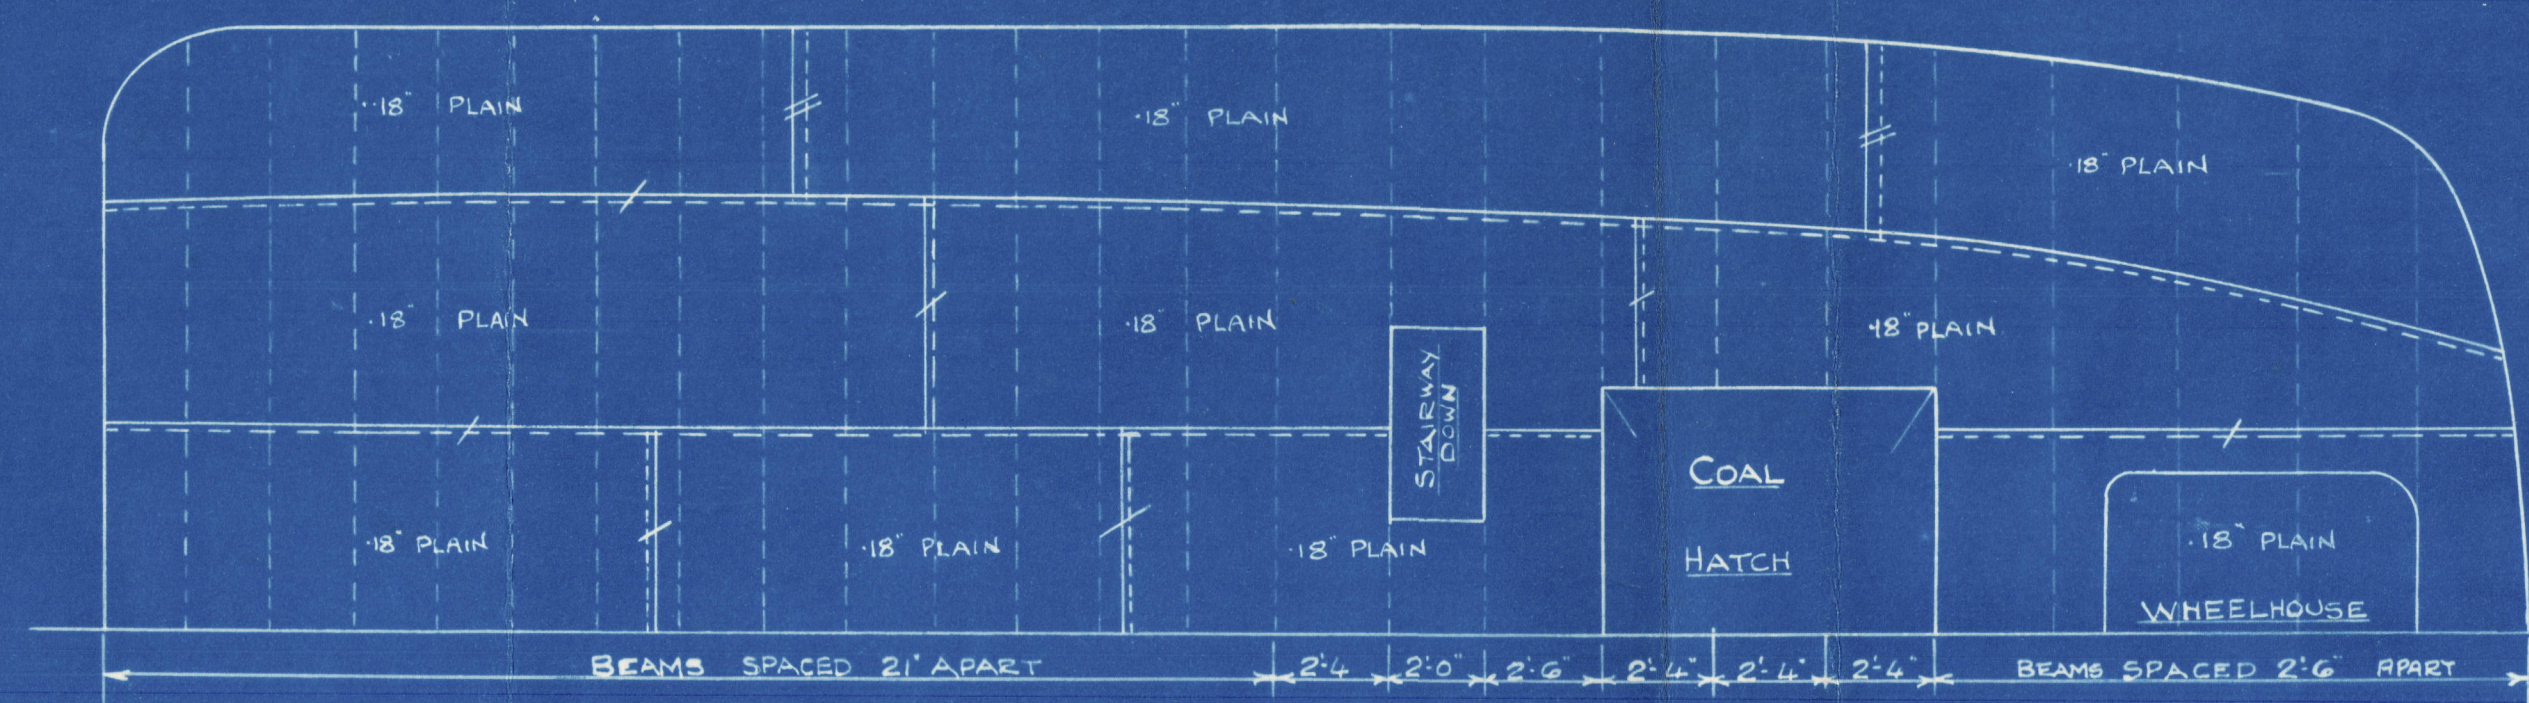 ·18" PLAIN
·18" PLAIN
·18" PLAIN
·18" PLAIN
·18" PLAIN
·18" PLAIN
STAIRWAY
DOWN
COAL
HATCH
·18" PLAIN
·18" PLAIN
·18" PLAIN
·18" PLAIN
WHEELHOUSE
BEAMS SPACED 21" APART
2'-4
2'-0"
2'-6"
2'-4"
2'-4"
2'-4"
BEAMS SPACED 2'-6" APART